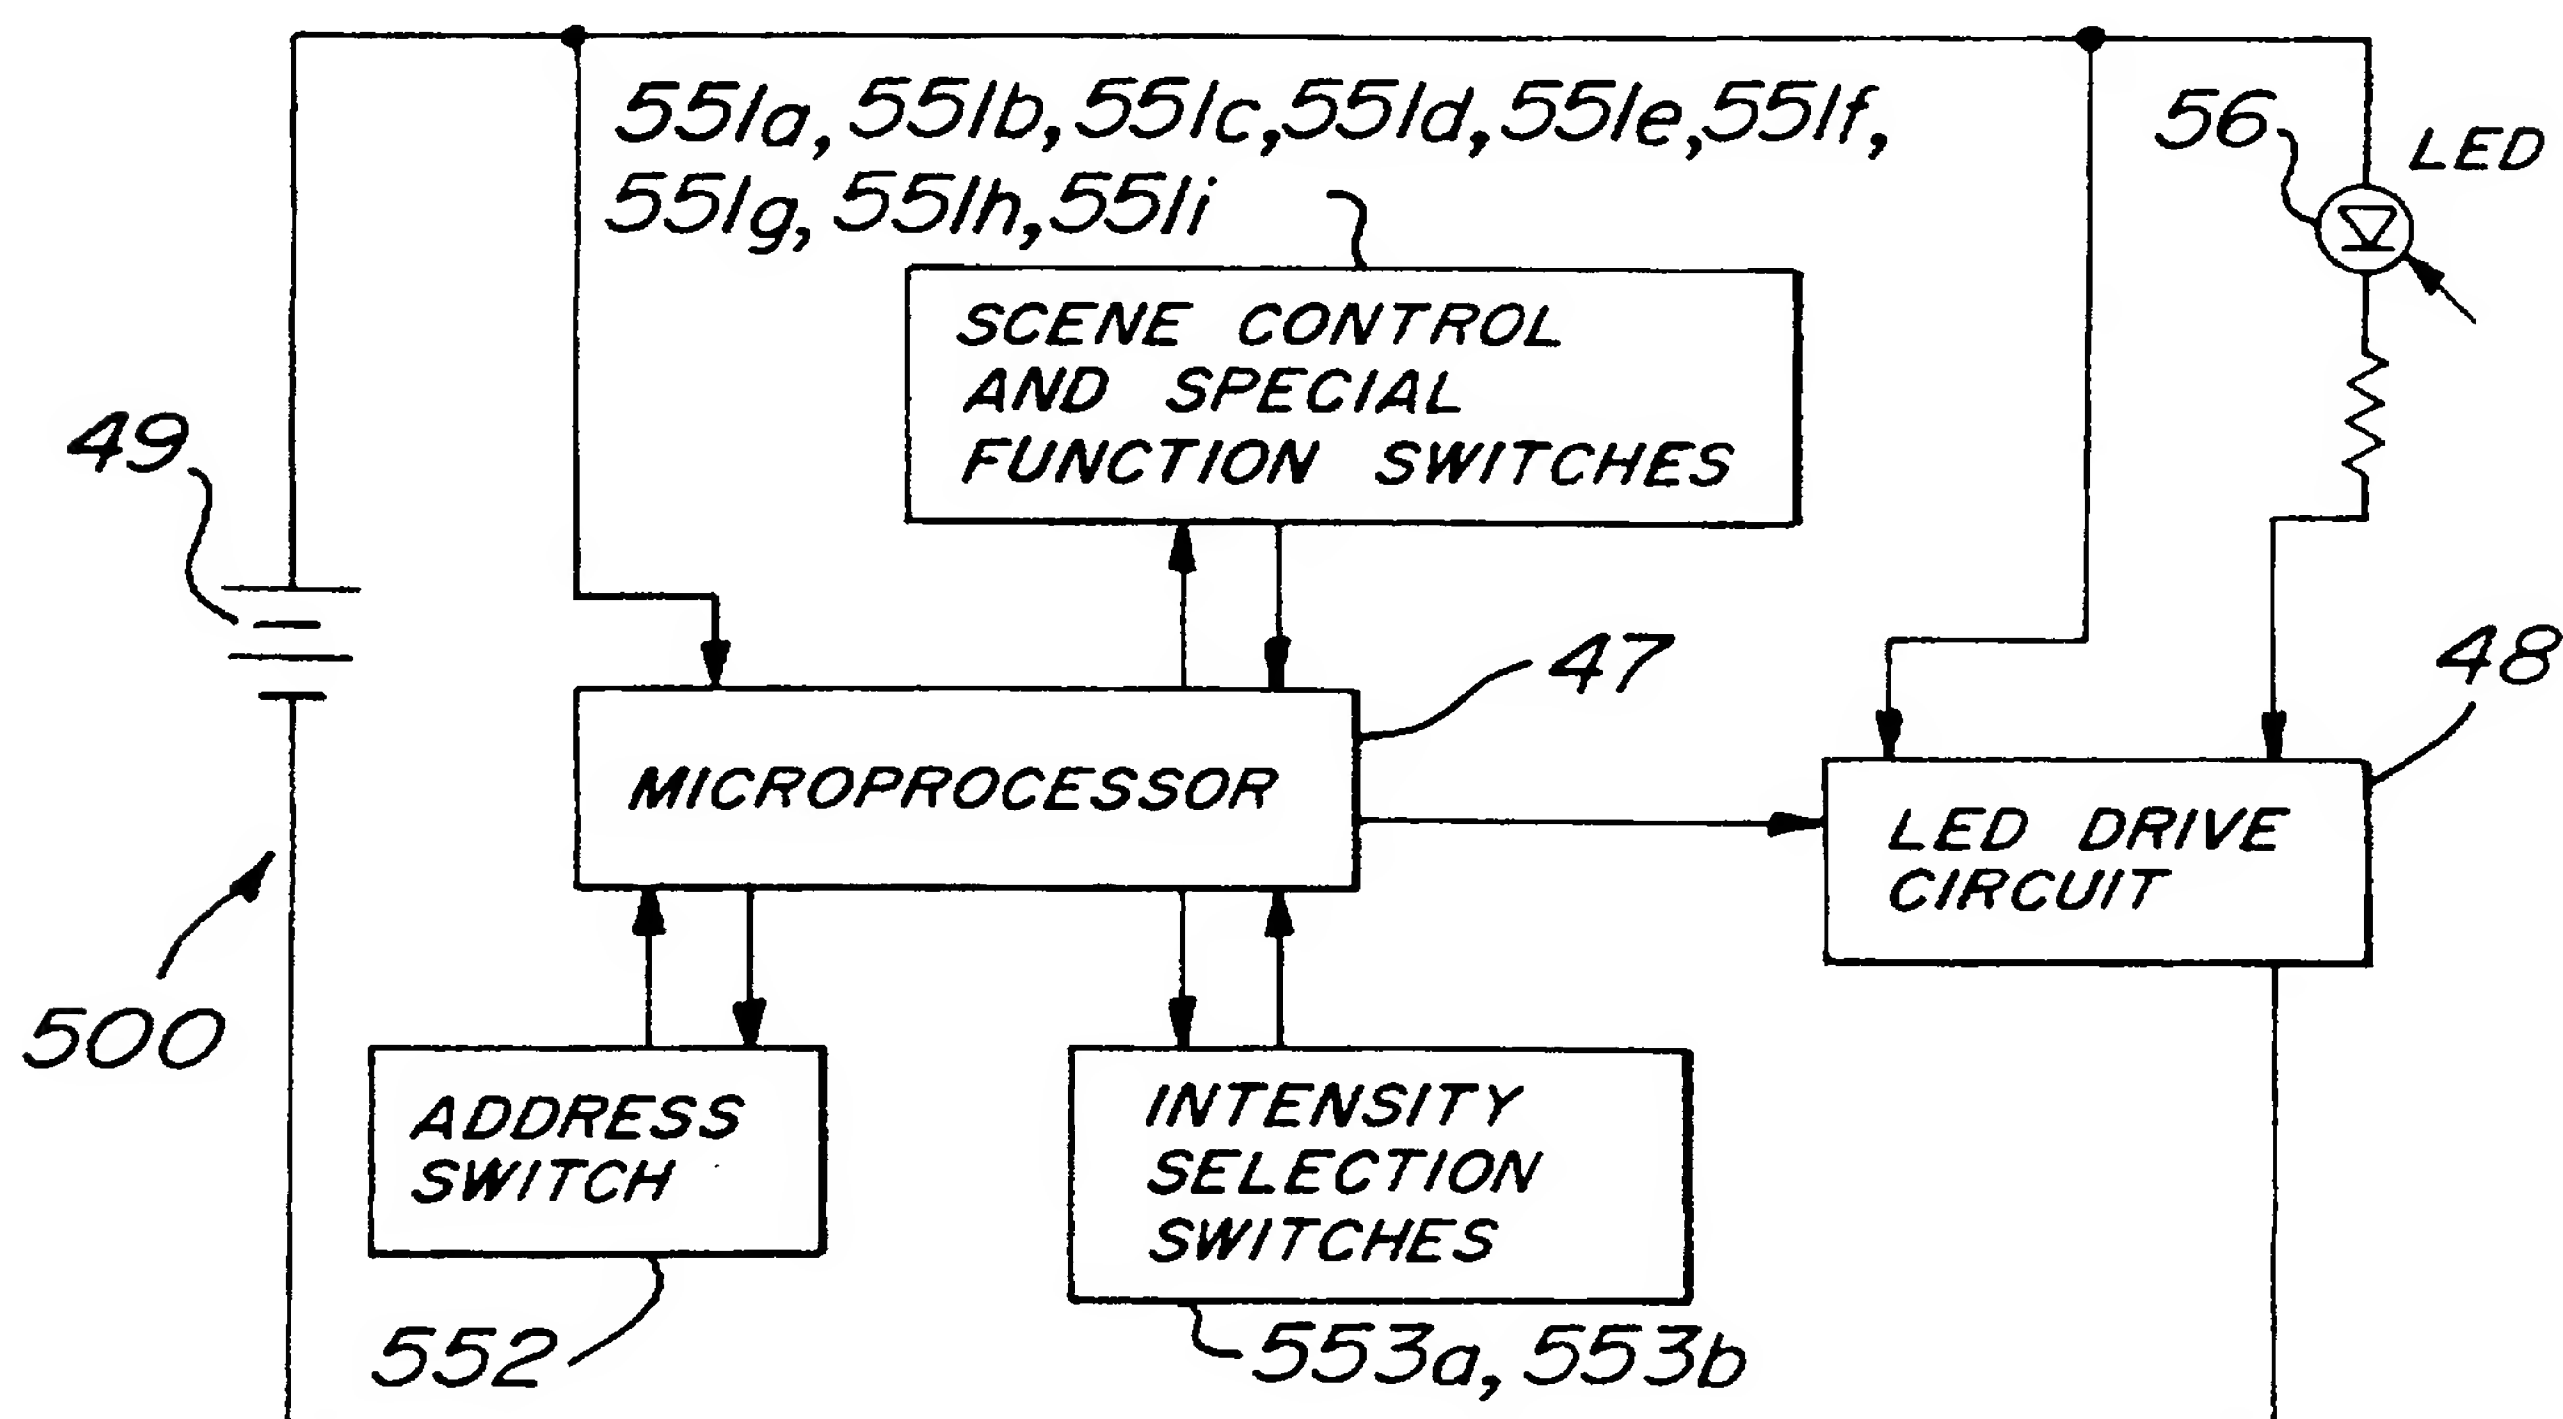 551a, 551b, 551c, 551d, 551e, 551f,
551g, 551h, 551i
56
LED
SCENE CONTROL
AND SPECIAL
FUNCTION SWITCHES
49
47
48
MICROPROCESSOR
LED DRIVE
CIRCUIT
500
ADDRESS
SWITCH
INTENSITY
SELECTION
SWITCHES
552
553a, 553b